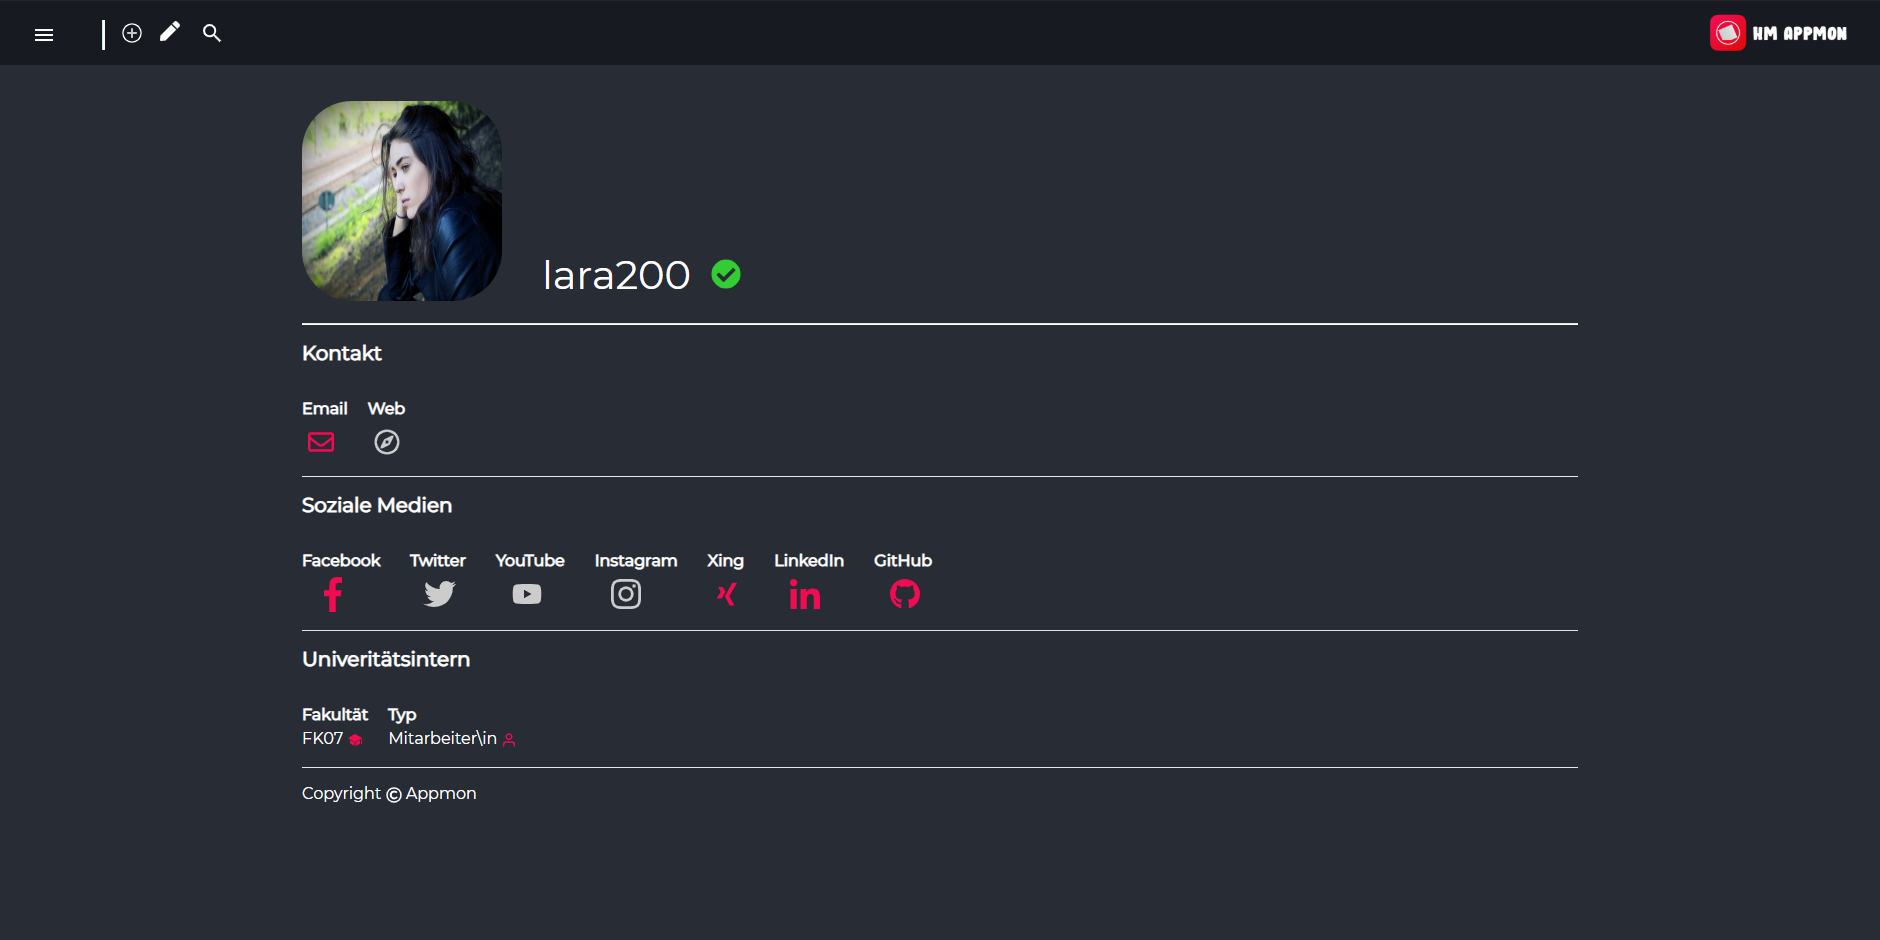 HM APPMON
lara200
Kontakt
Email Web
Soziale Medien
Facebook Twitter YouTube Instagram Xing LinkedIn GitHub
Univeritätsintern
Fakultät Typ
FK07 Mitarbeiter\in
Copyright © Appmon